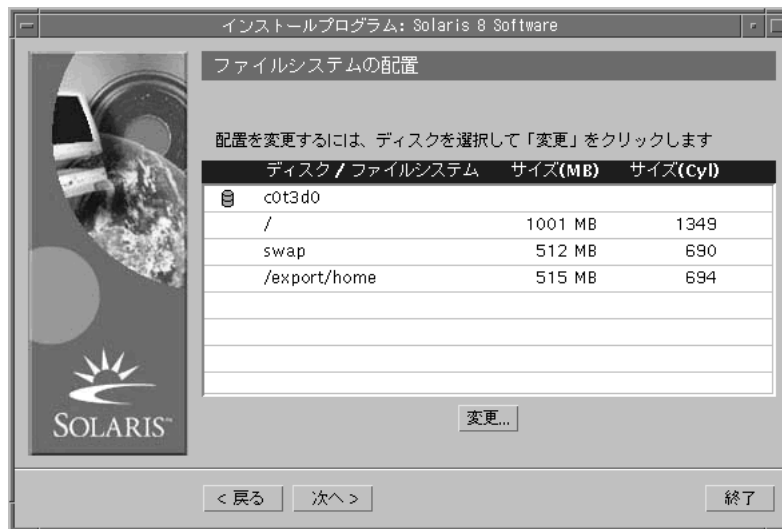 インストールプログラム: Solaris 8 Software
ファイルシステムの配置
配置を変更するには、ディスクを選択して「変更」をクリックします
ディスク / ファイルシステム サイズ(MB) サイズ(Cyl)
c0t3d0
/ 1001 MB 1349
swap 512 MB 690
/export/home 515 MB 694
変更...
SOLARIS™
< 戻る 次へ > 終了